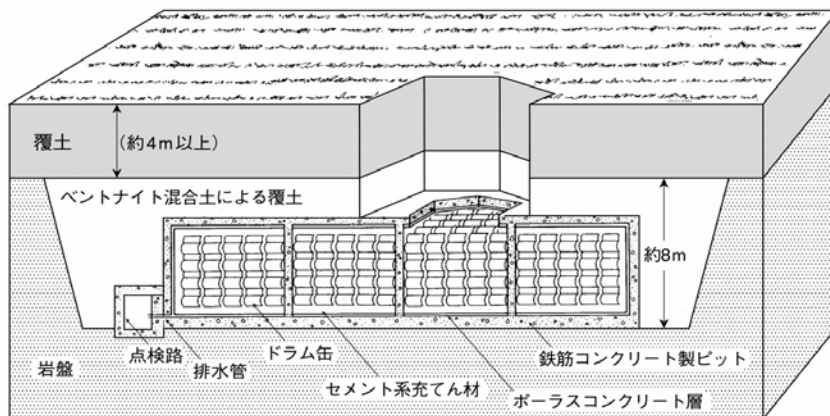 覆土
(約4m以上)
ベントナイト混合土による覆土
約8m
点検路
排水管
ドラム缶
鉄筋コンクリート製ピット
岩盤
セメント系充てん材
ポーラスコンクリート層